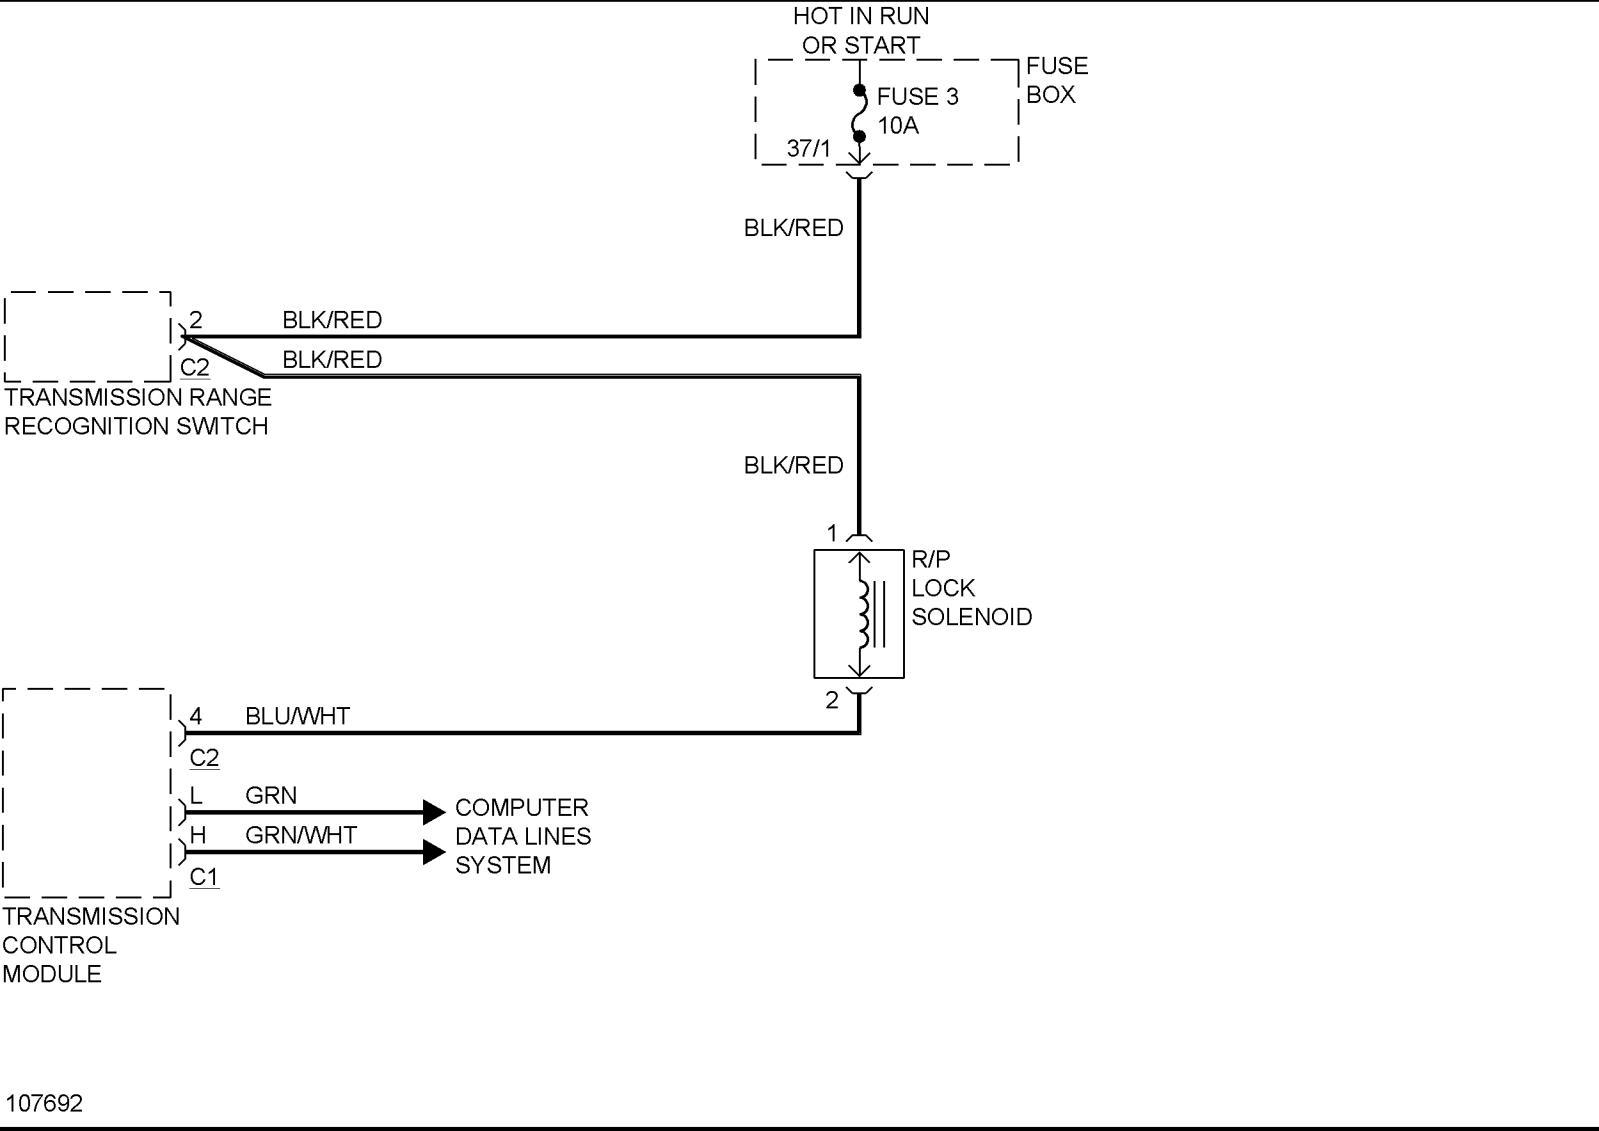 HOT IN RUN
OR START
FUSE
BOX
FUSE 3
10A
37/1
BLK/RED
2
BLK/RED
BLK/RED
C2
TRANSMISSION RANGE
RECOGNITION SWITCH
BLK/RED
1
R/P
LOCK
SOLENOID
2
4
BLU/WHT
C2
L
GRN
H
GRN/WHT
C1
COMPUTER
DATA LINES
SYSTEM
TRANSMISSION
CONTROL
MODULE
107692